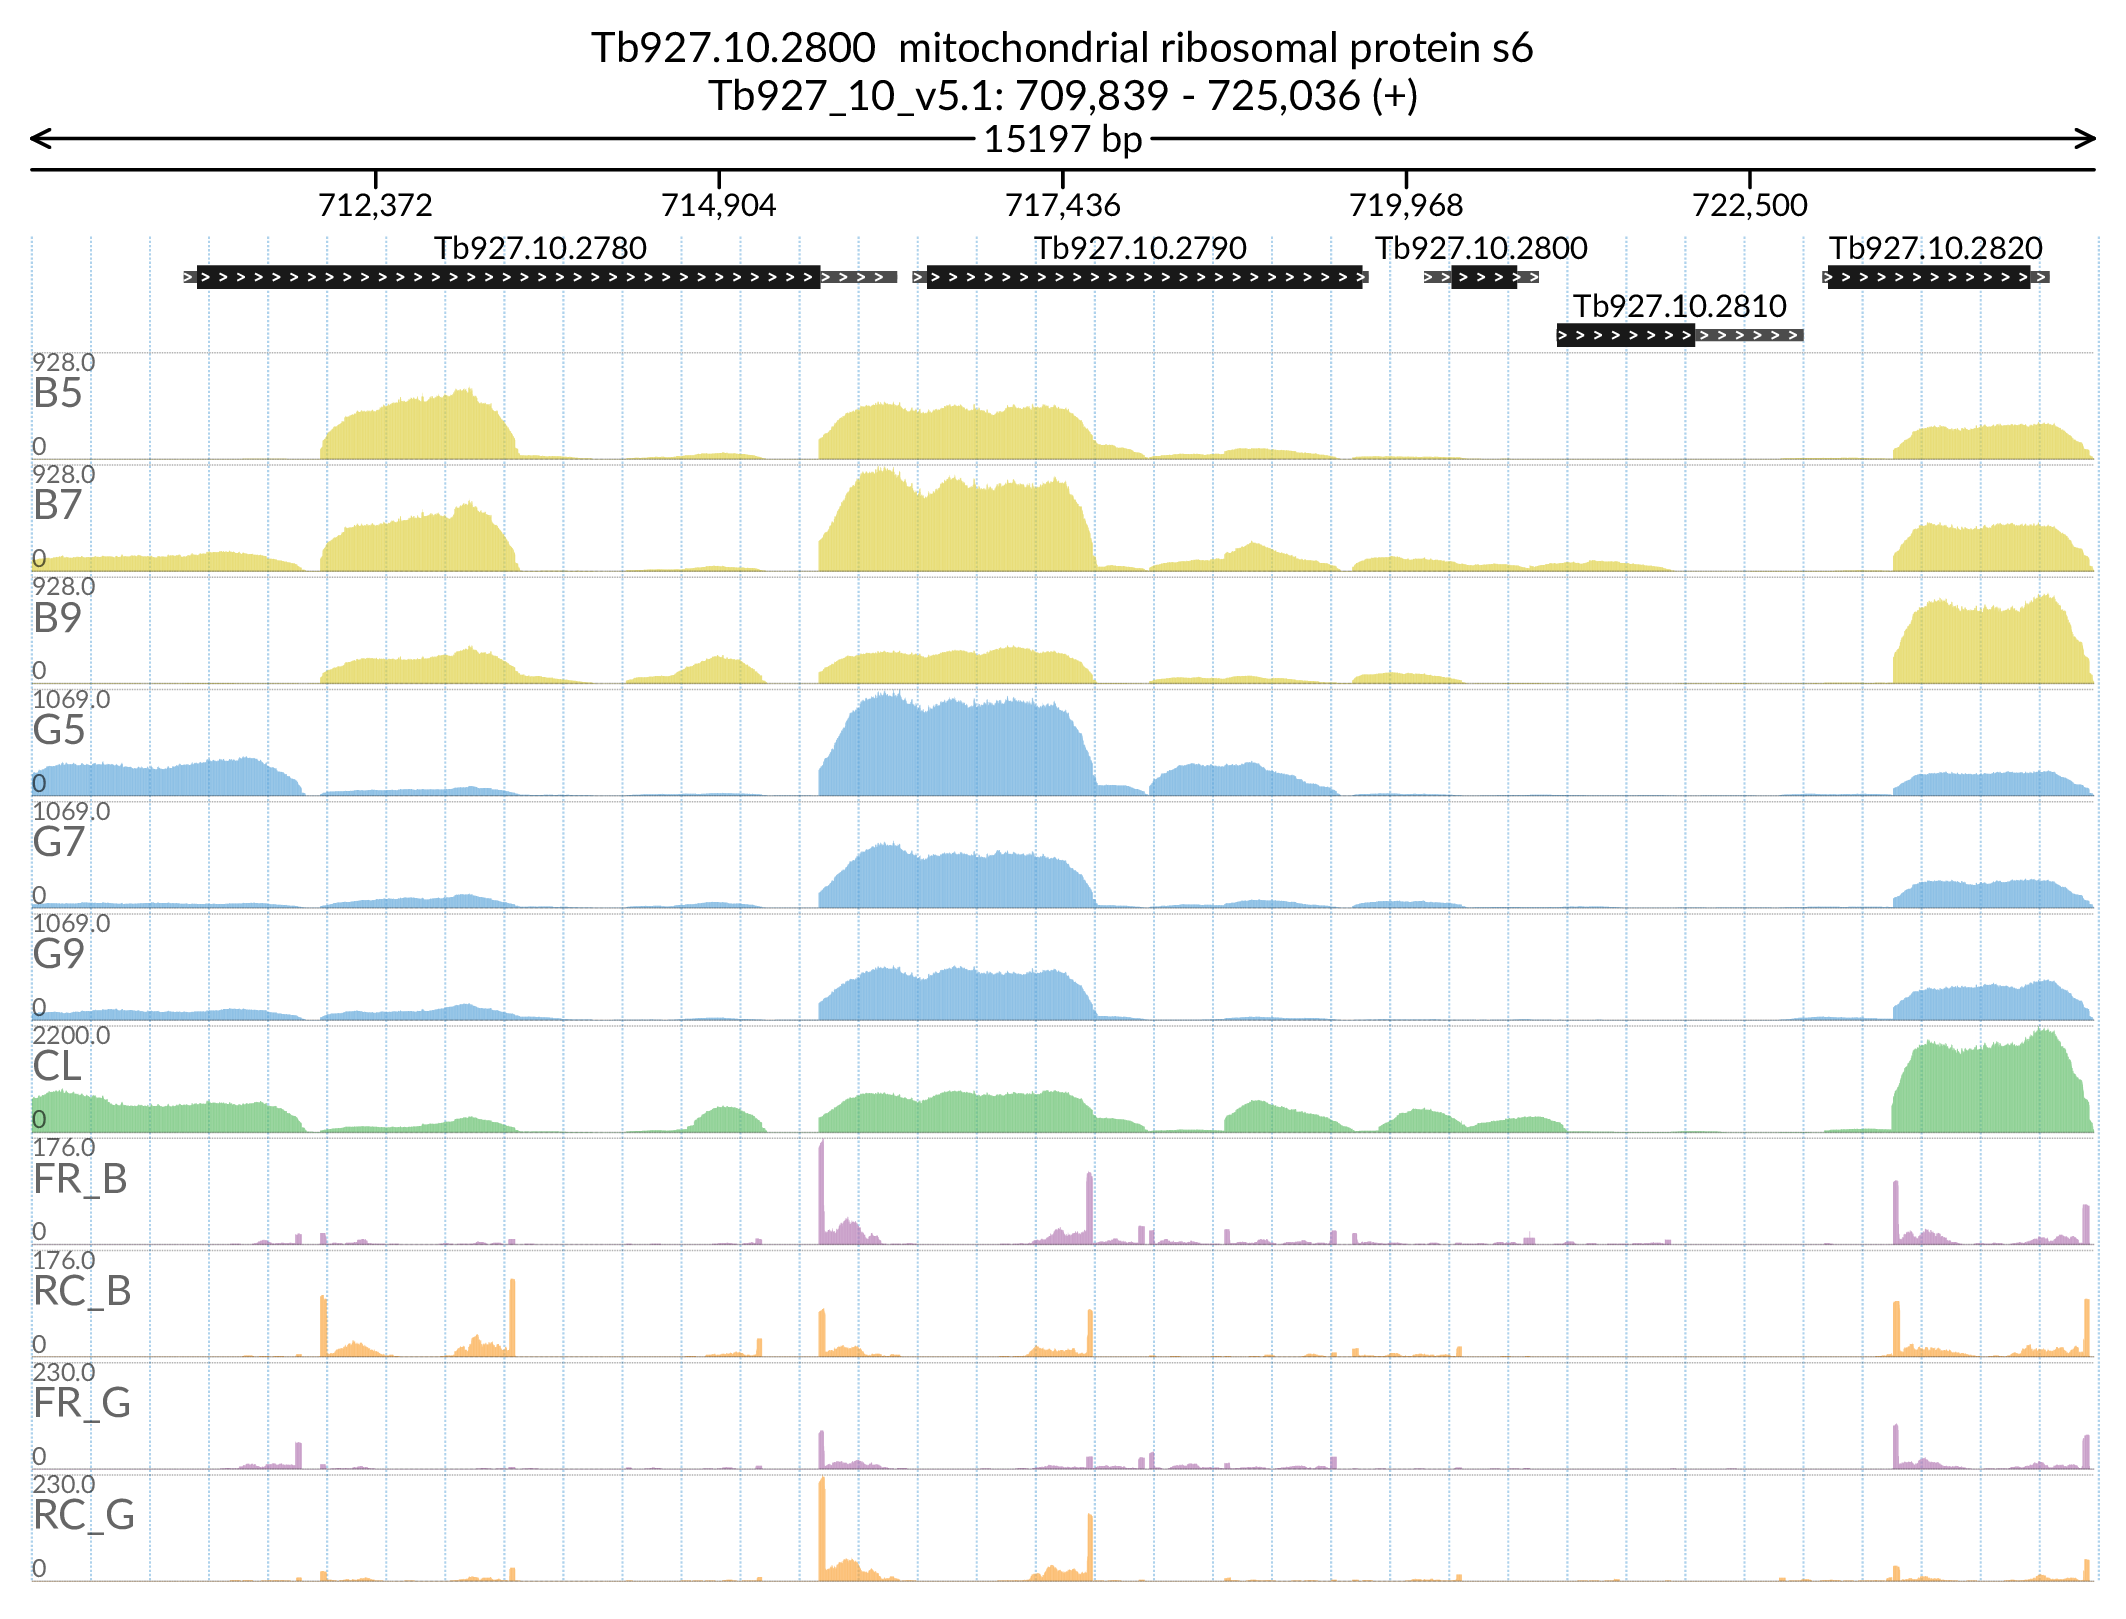 Tb927.10.2800 mitochondrial ribosomal protein s6
Tb927_10_v5.1: 709,839 - 725,036 (+)
15197 bp
712,372 714,904 717,436 719,968 722,500
Tb927.10.2780 Tb927.10.2790 Tb927.10.2800 Tb927.10.2820
Tb927.10.2810
928.0
B5
0
928.0
B7
0
928.0
B9
0
1069.0
G5
0
1069.0
G7
0
1069.0
G9
0
2200.0
CL
0
176.0
FR_B
0
176.0
RC_B
0
230.0
FR_G
0
230.0
RC_G
0